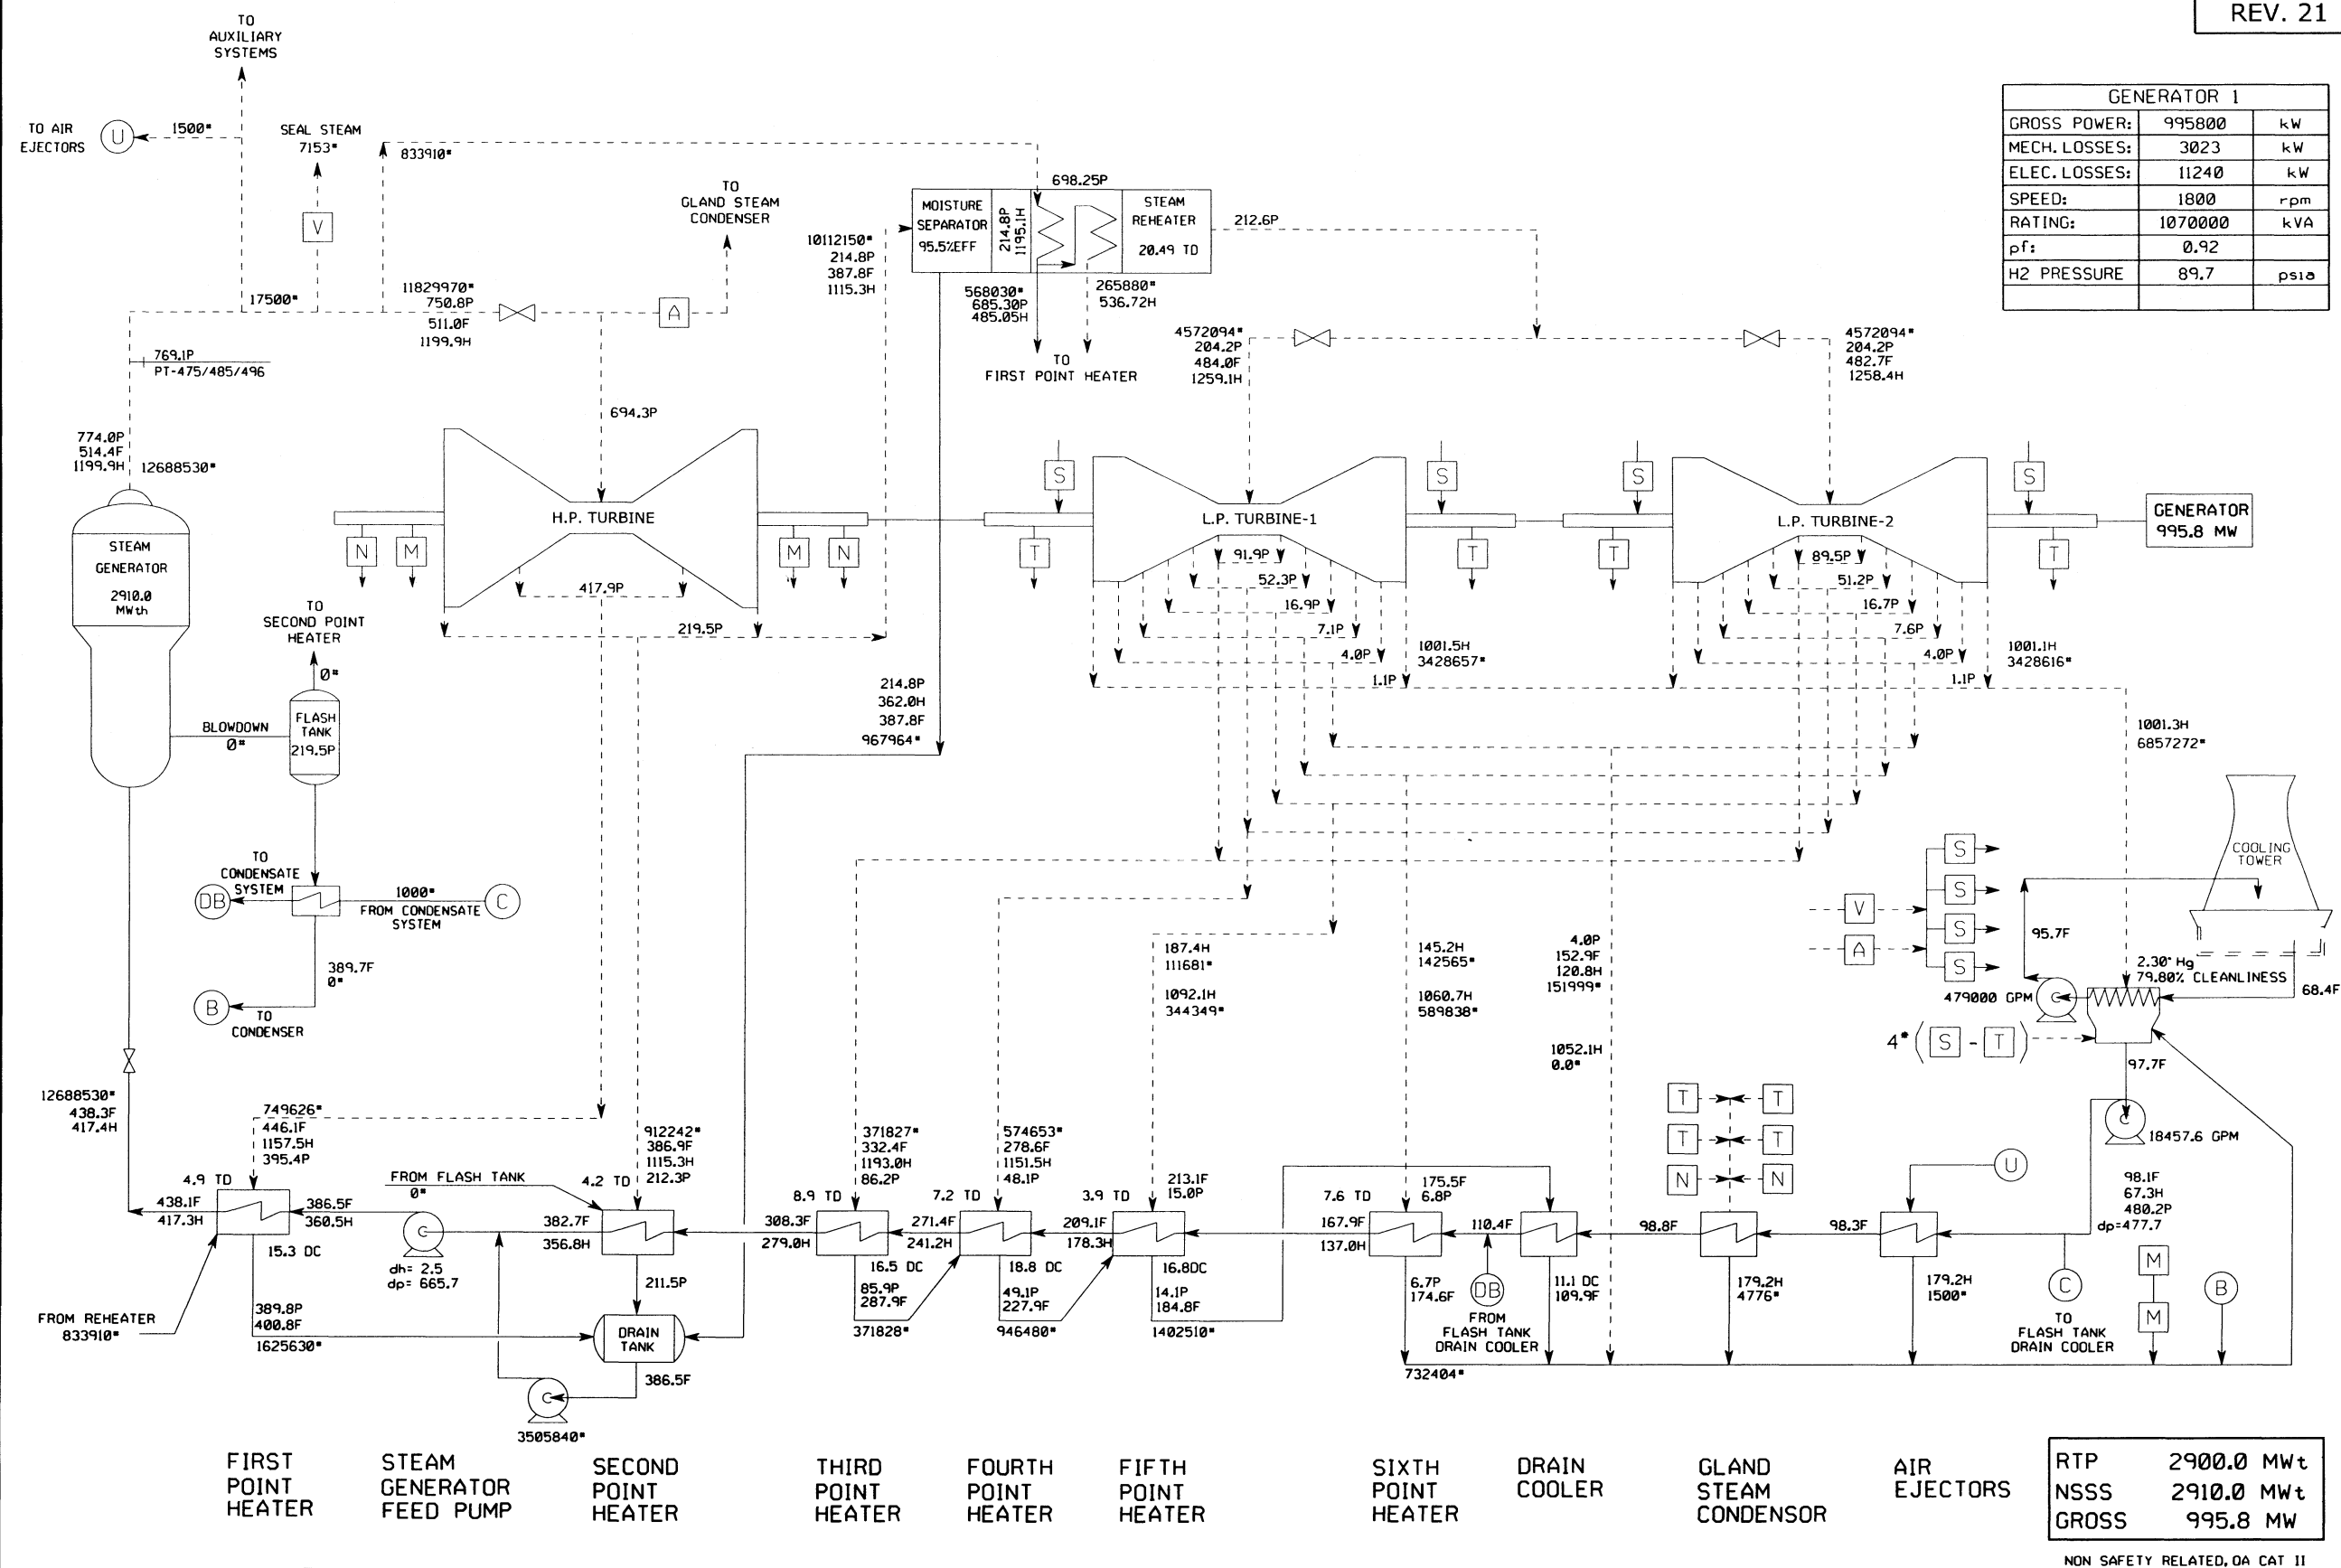 REV. 21
TO
AUXILIARY
SYSTEMS
TO AIR
EJECTORS
U
1500#
SEAL STEAM
7153#
V
833910#
17500#
11829970#
750.8P
511.0F
1199.9H
A
TO
GLAND STEAM
CONDENSER
769.1P
PT-475/485/496
774.0P
514.4F
1199.9H
12688530#
10112150#
214.8P
387.8F
1115.3H
MOISTURE
SEPARATOR
95.5%EFF
214.8P
1195.1H
698.25P
STEAM
REHEATER
20.49 TD
212.6P
568030#
685.30P
485.05H
265880#
536.72H
TO
FIRST POINT HEATER
4572094#
204.2P
484.0F
1259.1H
4572094#
204.2P
482.7F
1258.4H
GENERATOR 1
GROSS POWER: 995800 kW
MECH. LOSSES: 3023 kW
ELEC. LOSSES: 11240 kW
SPEED: 1800 rpm
RATING: 1070000 kVA
pf: 0.92
H2 PRESSURE 89.7 psia
694.3P
STEAM
GENERATOR
2910.0
MWth
H.P. TURBINE
N
M
M
N
417.9P
219.5P
S
T
L.P. TURBINE-1
91.9P
52.3P
16.9P
7.1P
4.0P
1.1P
S
T
1001.5H
3428657#
S
T
L.P. TURBINE-2
89.5P
51.2P
16.7P
7.6P
4.0P
1.1P
S
T
1001.1H
3428616#
GENERATOR
995.8 MW
TO
SECOND POINT
HEATER
0#
BLOWDOWN
0#
FLASH
TANK
219.5P
214.8P
362.0H
387.8F
967964#
1001.3H
6857272#
TO
CONDENSATE
SYSTEM
DB
1000#
FROM CONDENSATE
SYSTEM
C
389.7F
0#
B
TO
CONDENSER
187.4H
111681#
1092.1H
344349#
145.2H
142565#
1060.7H
589838#
4.0P
152.9F
120.8H
151999#
1052.1H
0.0#
V
A
S
S
S
S
COOLING
TOWER
95.7F
2.30" Hg
79.80% CLEANLINESS
68.4F
479000 GPM
C
4*(S - T)
97.7F
C
18457.6 GPM
98.1F
67.3H
480.2P
dp=477.7
12688530#
438.3F
417.4H
749626#
446.1F
1157.5H
395.4P
4.9 TD
438.1F
417.3H
386.5F
360.5H
15.3 DC
FROM REHEATER
833910#
389.8P
400.8F
1625630#
FROM FLASH TANK
0#
C
dh= 2.5
dp= 665.7
912242#
386.9F
1115.3H
212.3P
4.2 TD
382.7F
356.8H
211.5P
DRAIN
TANK
386.5F
C
3505840#
371827#
332.4F
1193.0H
86.2P
8.9 TD
308.3F
279.0H
16.5 DC
85.9P
287.9F
371828#
574653#
278.6F
1151.5H
48.1P
7.2 TD
271.4F
241.2H
18.8 DC
49.1P
227.9F
946480#
213.1F
15.0P
3.9 TD
209.1F
178.3H
16.8DC
14.1P
184.8F
1402510#
175.5F
6.8P
7.6 TD
167.9F
137.0H
6.7P
174.6F
732404#
110.4F
DB
FROM
FLASH TANK
DRAIN COOLER
11.1 DC
109.9F
98.8F
T
T
T
T
N
N
179.2H
4776#
98.3F
U
179.2H
1500#
C
TO
FLASH TANK
DRAIN COOLER
M
M
B
FIRST
POINT
HEATER
STEAM
GENERATOR
FEED PUMP
SECOND
POINT
HEATER
THIRD
POINT
HEATER
FOURTH
POINT
HEATER
FIFTH
POINT
HEATER
SIXTH
POINT
HEATER
DRAIN
COOLER
GLAND
STEAM
CONDENSOR
AIR
EJECTORS
RTP 2900.0 MWt
NSSS 2910.0 MWt
GROSS 995.8 MW
NON SAFETY RELATED, QA CAT II